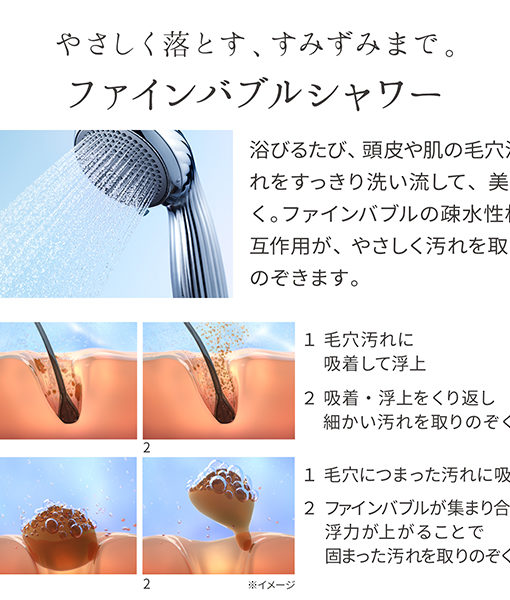 やさしく落とす、すみずみまで。
ファインバブルシャワー
浴びるたび、頭皮や肌の毛穴
れをすっきり洗い流して、美
く。ファインバブルの疎水性
互作用が、やさしく汚れを取り
のぞきます。
1 毛穴汚れに
吸着して浮上
2 吸着・浮上をくり返し
細かい汚れを取りのぞく
2
1 毛穴につまった汚れに吸
2 ファインバブルが集まり合
浮力が上がることで
固まった汚れを取りのぞく
2
※イメージ